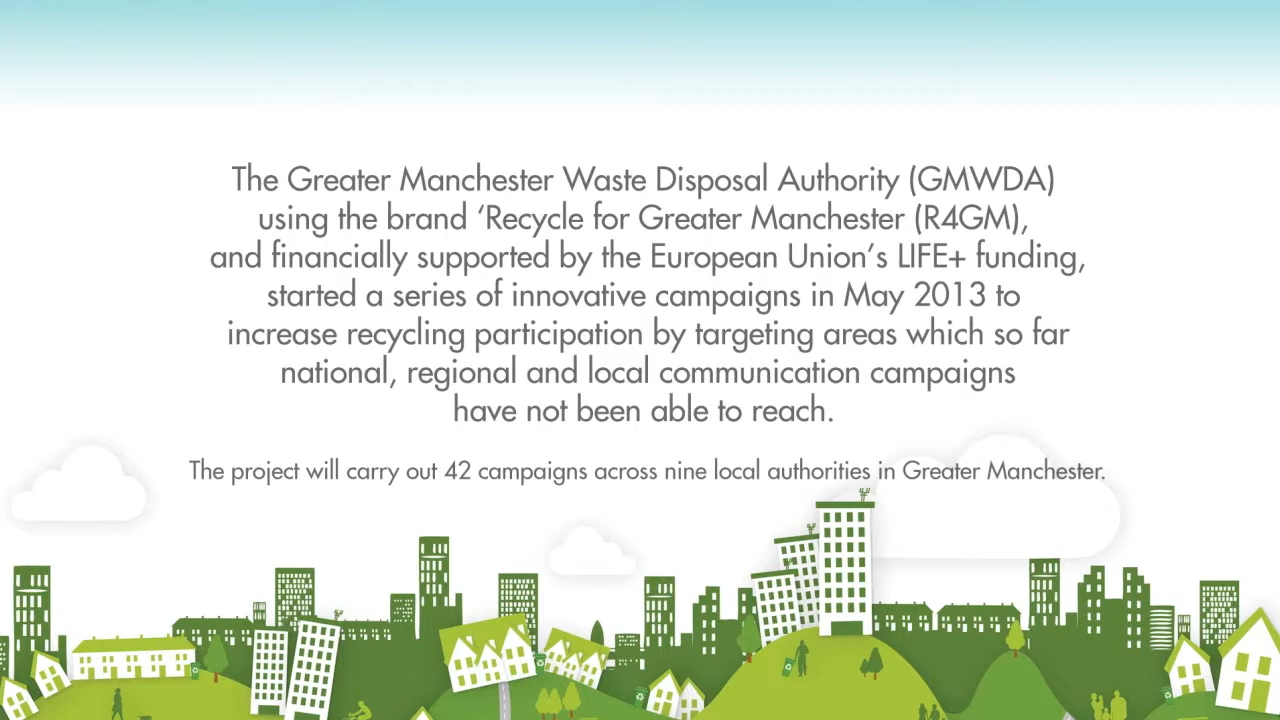 The Greater Manchester Waste Disposal Authority (GMWDA)
using the brand ‘Recycle for Greater Manchester (R4GM),
and financially supported by the European Union’s LIFE+ funding,
started a series of innovative campaigns in May 2013 to
increase recycling participation by targeting areas which so far
national, regional and local communication campaigns
have not been able to reach.
The project will carry out 42 campaigns across nine local authorities in Greater Manchester.